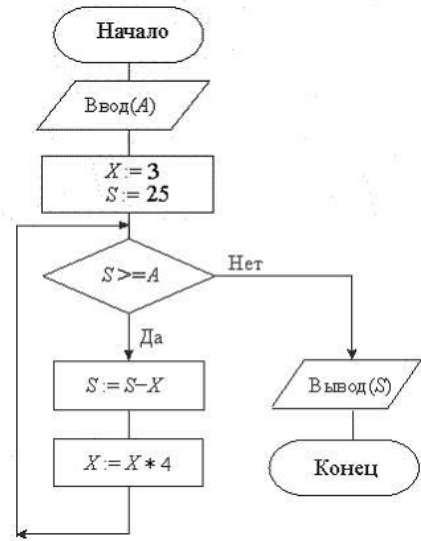 Начало
Ввод(A)
X := 3
S := 25
S >=A
Нет
Да
S := S–X
Вывод(S)
X := X * 4
Конец